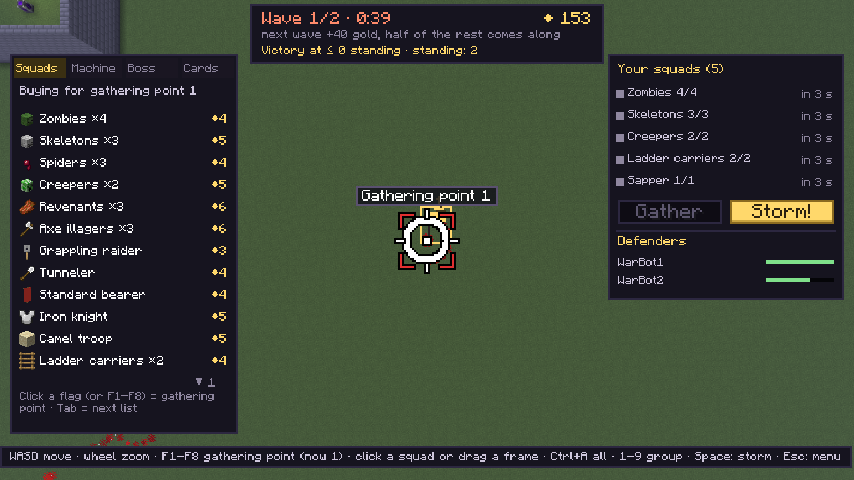 Wave 1/2 · 0:39
153
next wave +40 gold, half of the rest comes along
Victory at ≤ 0 standing · standing: 2
Squads Machine Boss Cards
Buying for gathering point 1
Zombies ×4 4
Skeletons ×3 5
Spiders ×3 4
Creepers ×2 5
Revenants ×3 6
Axe illagers ×3 6
Grappling raider 3
Tunneler 4
Standard bearer 4
Iron knight 5
Camel troop 5
Ladder carriers ×2 4
▼ 1
Click a flag (or F1-F8) = gathering
point · Tab = next list
Gathering point 1
Your squads (5)
Zombies 4/4 in 3 s
Skeletons 3/3 in 3 s
Creepers 2/2 in 3 s
Ladder carriers 2/2 in 3 s
Sapper 1/1 in 3 s
Gather Storm!
Defenders
WarBot1
WarBot2
WASD move · wheel zoom · F1-F8 gathering point (now 1) · click a squad or drag a frame · Ctrl+A all · 1-9 group · Space: storm · Esc: menu